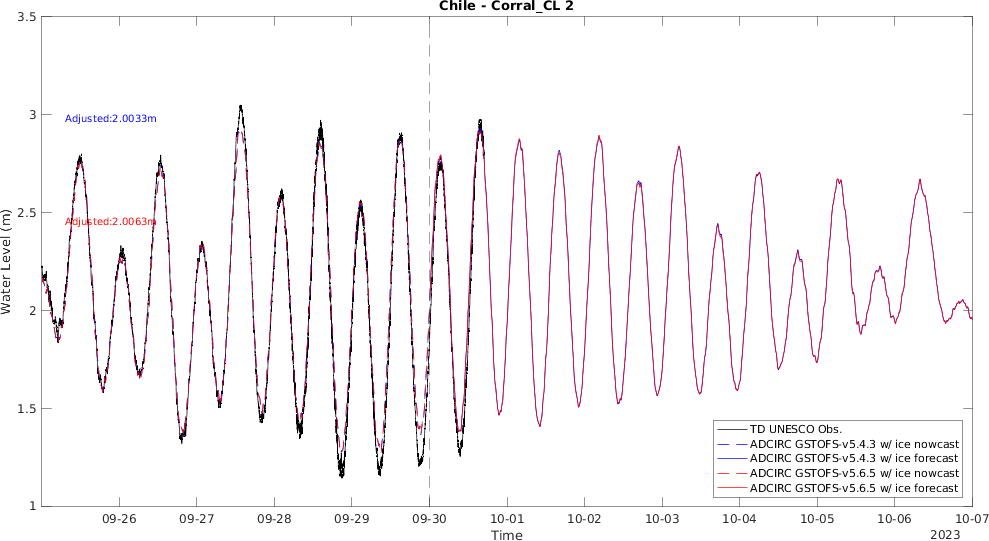 Chile - Corral_CL 2
3.5
3
2.5
2
1.5
1
Water Level (m)
Adjusted:2.0033m
Adjusted:2.0063m
TD UNESCO Obs.
ADCIRC GSTOFS-v5.4.3 w/ ice nowcast
ADCIRC GSTOFS-v5.4.3 w/ ice forecast
ADCIRC GSTOFS-v5.6.5 w/ ice nowcast
ADCIRC GSTOFS-v5.6.5 w/ ice forecast
09-26 09-27 09-28 09-29 09-30 10-01 10-02 10-03 10-04 10-05 10-06 10-07
Time
2023